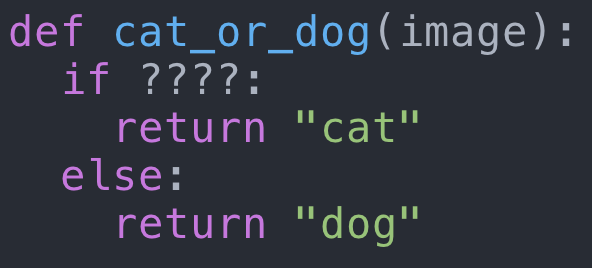 def cat_or_dog(image):
  if ????:
    return "cat"
  else:
    return "dog"